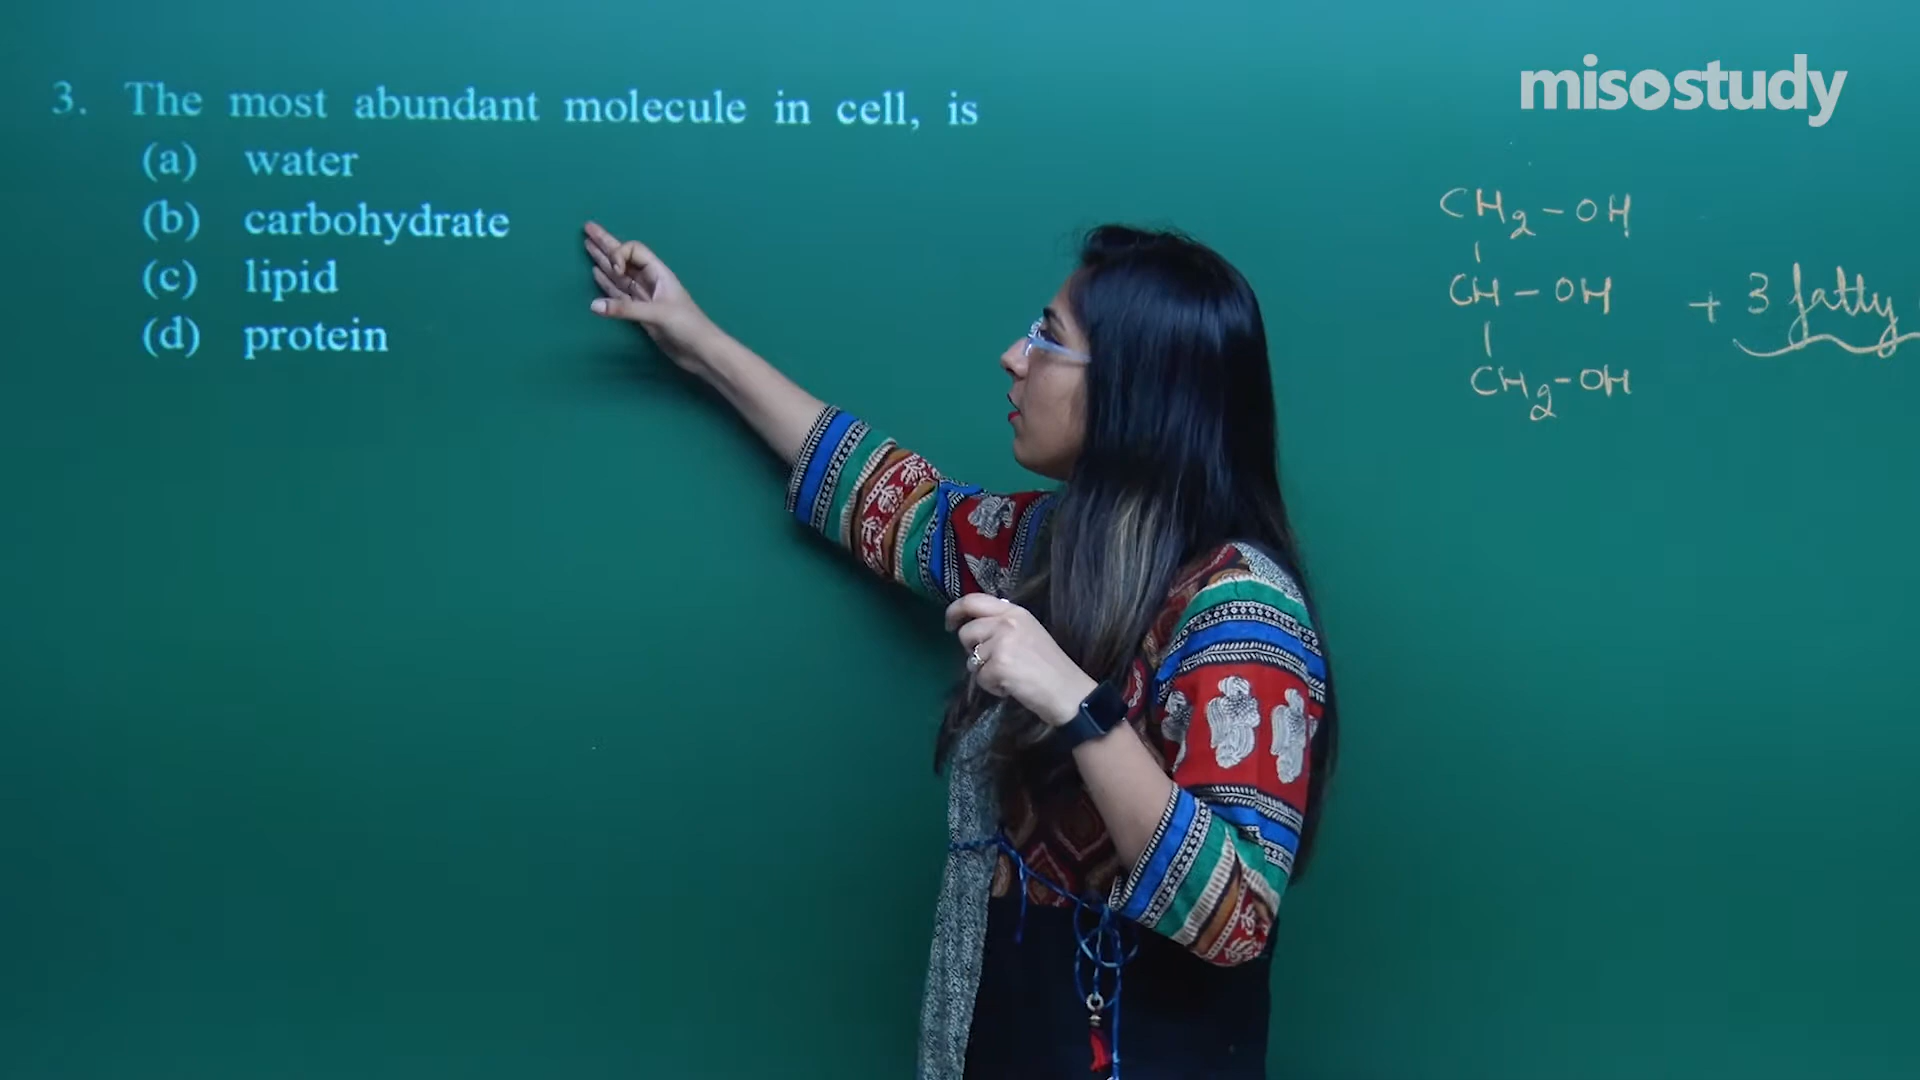 misostudy
3. The most abundant molecule in cell, is
(a) water
(b) carbohydrate
(c) lipid
(d) protein
CH2-OH
CH-OH + 3 fatty
CH2-OH